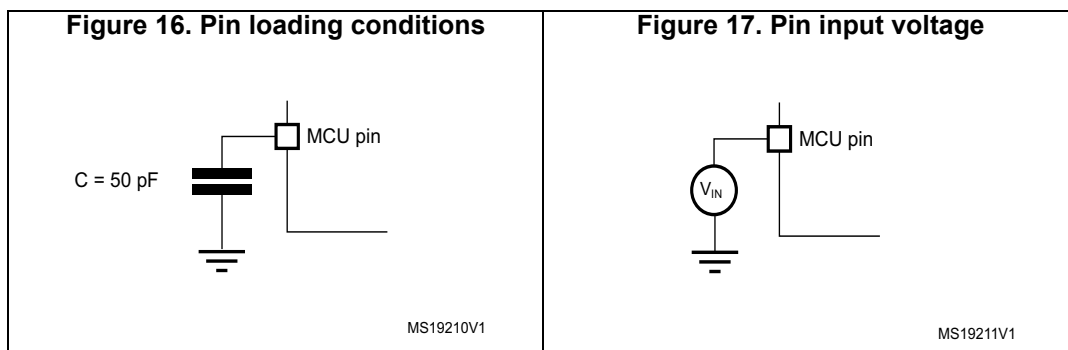 Figure 16. Pin loading conditions
MCU pin
C = 50 pF
MS19210V1
Figure 17. Pin input voltage
MCU pin
VIN
MS19211V1